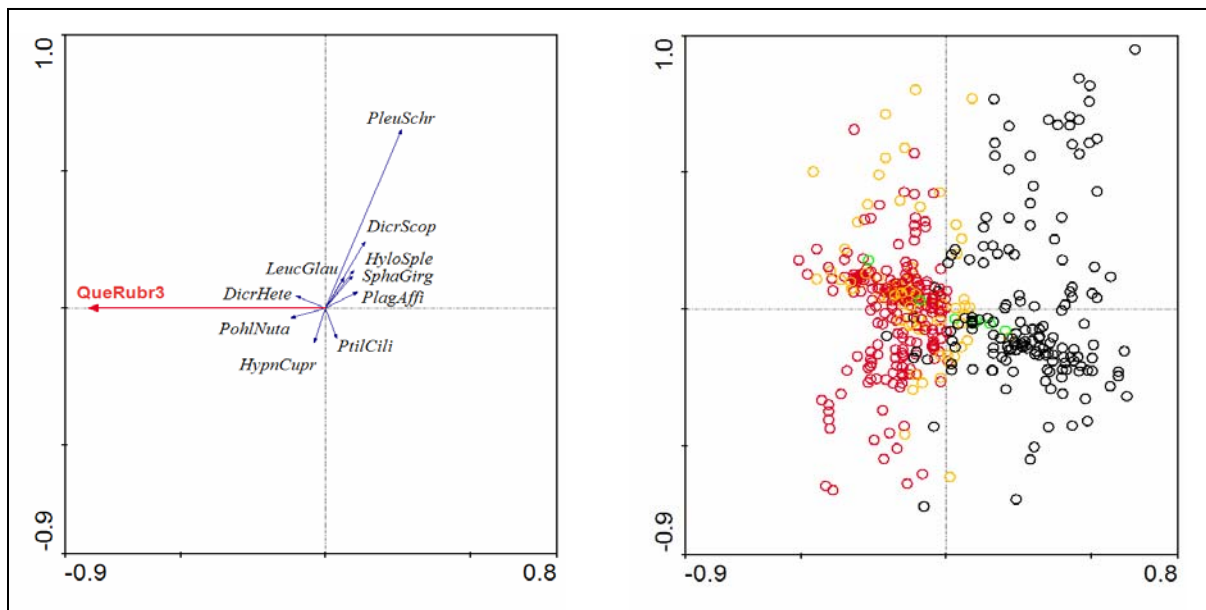 1.0
PleuSchr
DicrScop
HyloSple
LeucGlau
SphaGirg
DicrHete
PlagAffi
QueRubr3
PohlNuta
PtilCili
HypnCupr
-0.9
-0.9
0.8
1.0
-0.9
-0.9
0.8